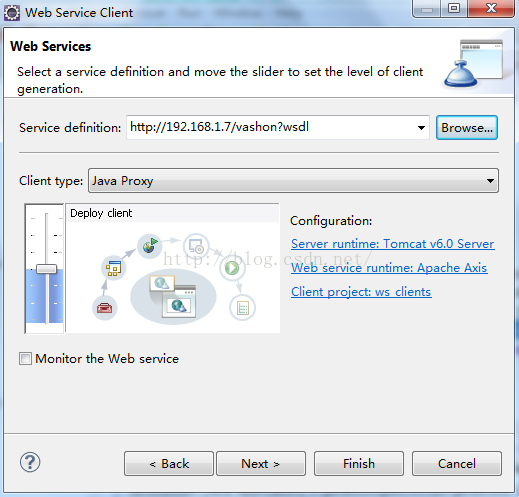 Web Service Client
Web Services
Select a service definition and move the slider to set the level of client
generation.
Service definition: http://192.168.1.7/vashon?wsdl Browse...
Client type: Java Proxy
Deploy client
Configuration:
Server runtime: Tomcat v6.0 Server
Web service runtime: Apache Axis
Client project: ws clients
http://blog.csdn.net/
Monitor the Web service
? < Back Next > Finish Cancel